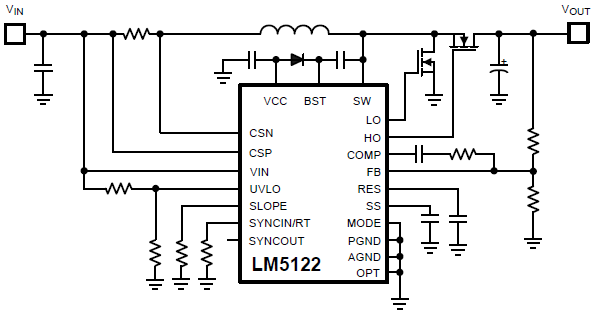 VIN
VOUT
+
VCC BST SW
LO
HO
CSN
COMP
CSP
VIN
FB
UVLO
RES
SLOPE
SS
SYNCIN/RT
MODE
SYNCOUT
PGND
AGND
LM5122
OPT